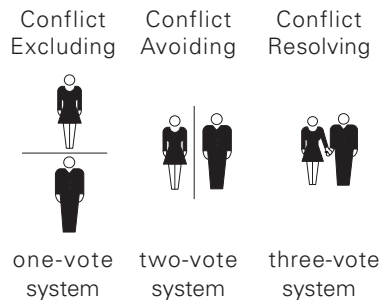 Conflict
Excluding
Conflict
Avoiding
Conflict
Resolving
one-vote
system
two-vote
system
three-vote
system